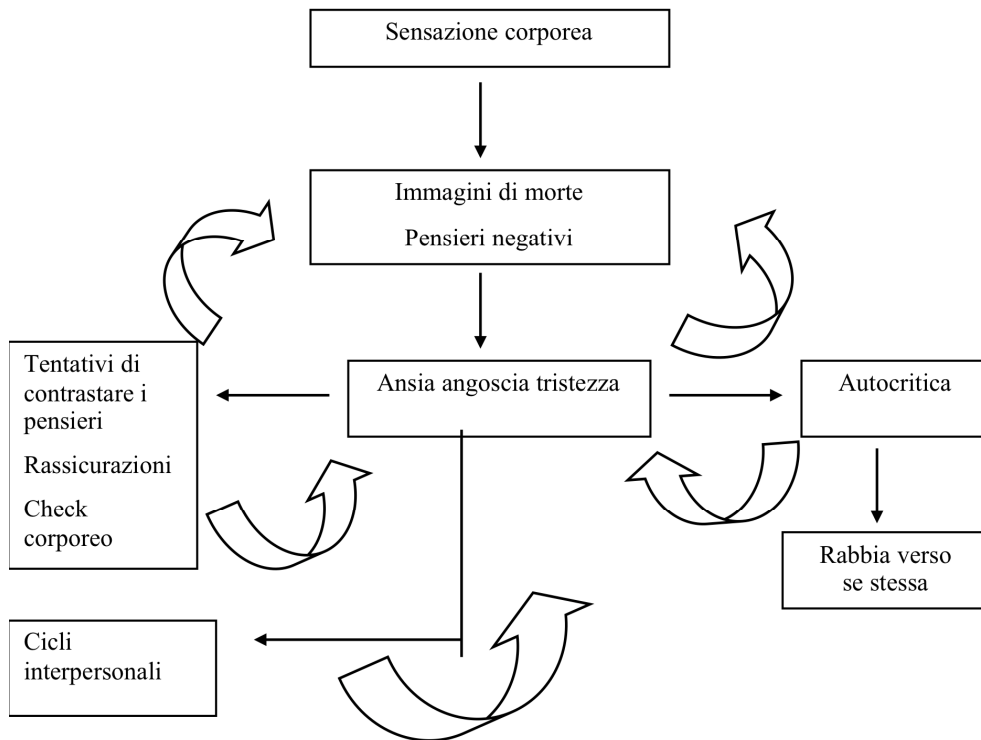 Sensazione corporea
Immagini di morte
Pensieri negativi
Tentativi di
contrastare i
pensieri
Rassicurazioni
Check
corporeo
Ansia angoscia tristezza
Autocritica
Rabbia verso
se stessa
Cicli
interpersonali